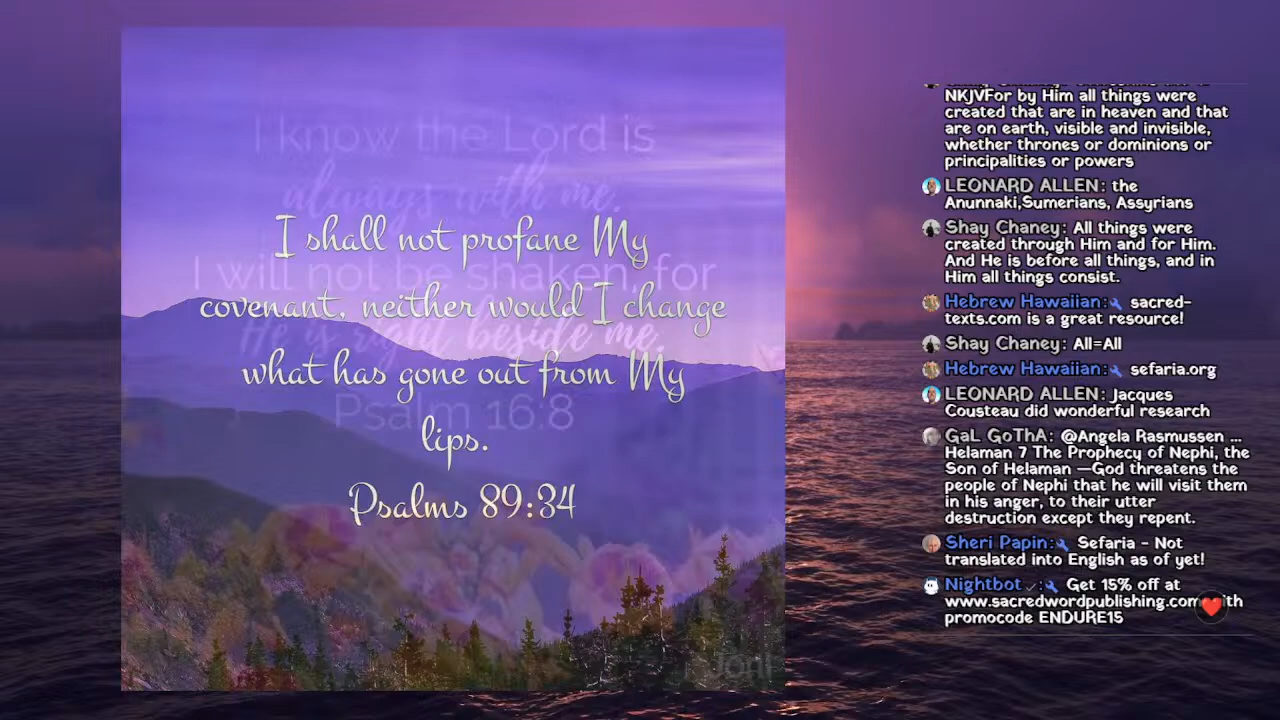 I know the Lord is
always with me.
I will not be shaken, for
He is right beside me.
Psalm 16:8
I shall not profane My
covenant, neither would I change
what has gone out from My
lips.
Psalms 89:34
Joni
NKJVFor by Him all things were
created that are in heaven and that
are on earth, visible and invisible,
whether thrones or dominions or
principalities or powers
LEONARD ALLEN: the
Anunnaki,Sumerians, Assyrians
Shay Chaney: All things were
created through Him and for Him.
And He is before all things, and in
Him all things consist.
Hebrew Hawaiian: sacred-
texts.com is a great resource!
Shay Chaney: All=All
Hebrew Hawaiian: sefaria.org
LEONARD ALLEN: Jacques
Cousteau did wonderful research
GaL GoThA: @Angela Rasmussen ...
Helaman 7 The Prophecy of Nephi, the
Son of Helaman —God threatens the
people of Nephi that he will visit them
in his anger, to their utter
destruction except they repent.
Sheri Papin: Sefaria - Not
translated into English as of yet!
Nightbot: Get 15% off at
www.sacredwordpublishing.com with
promocode ENDURE15